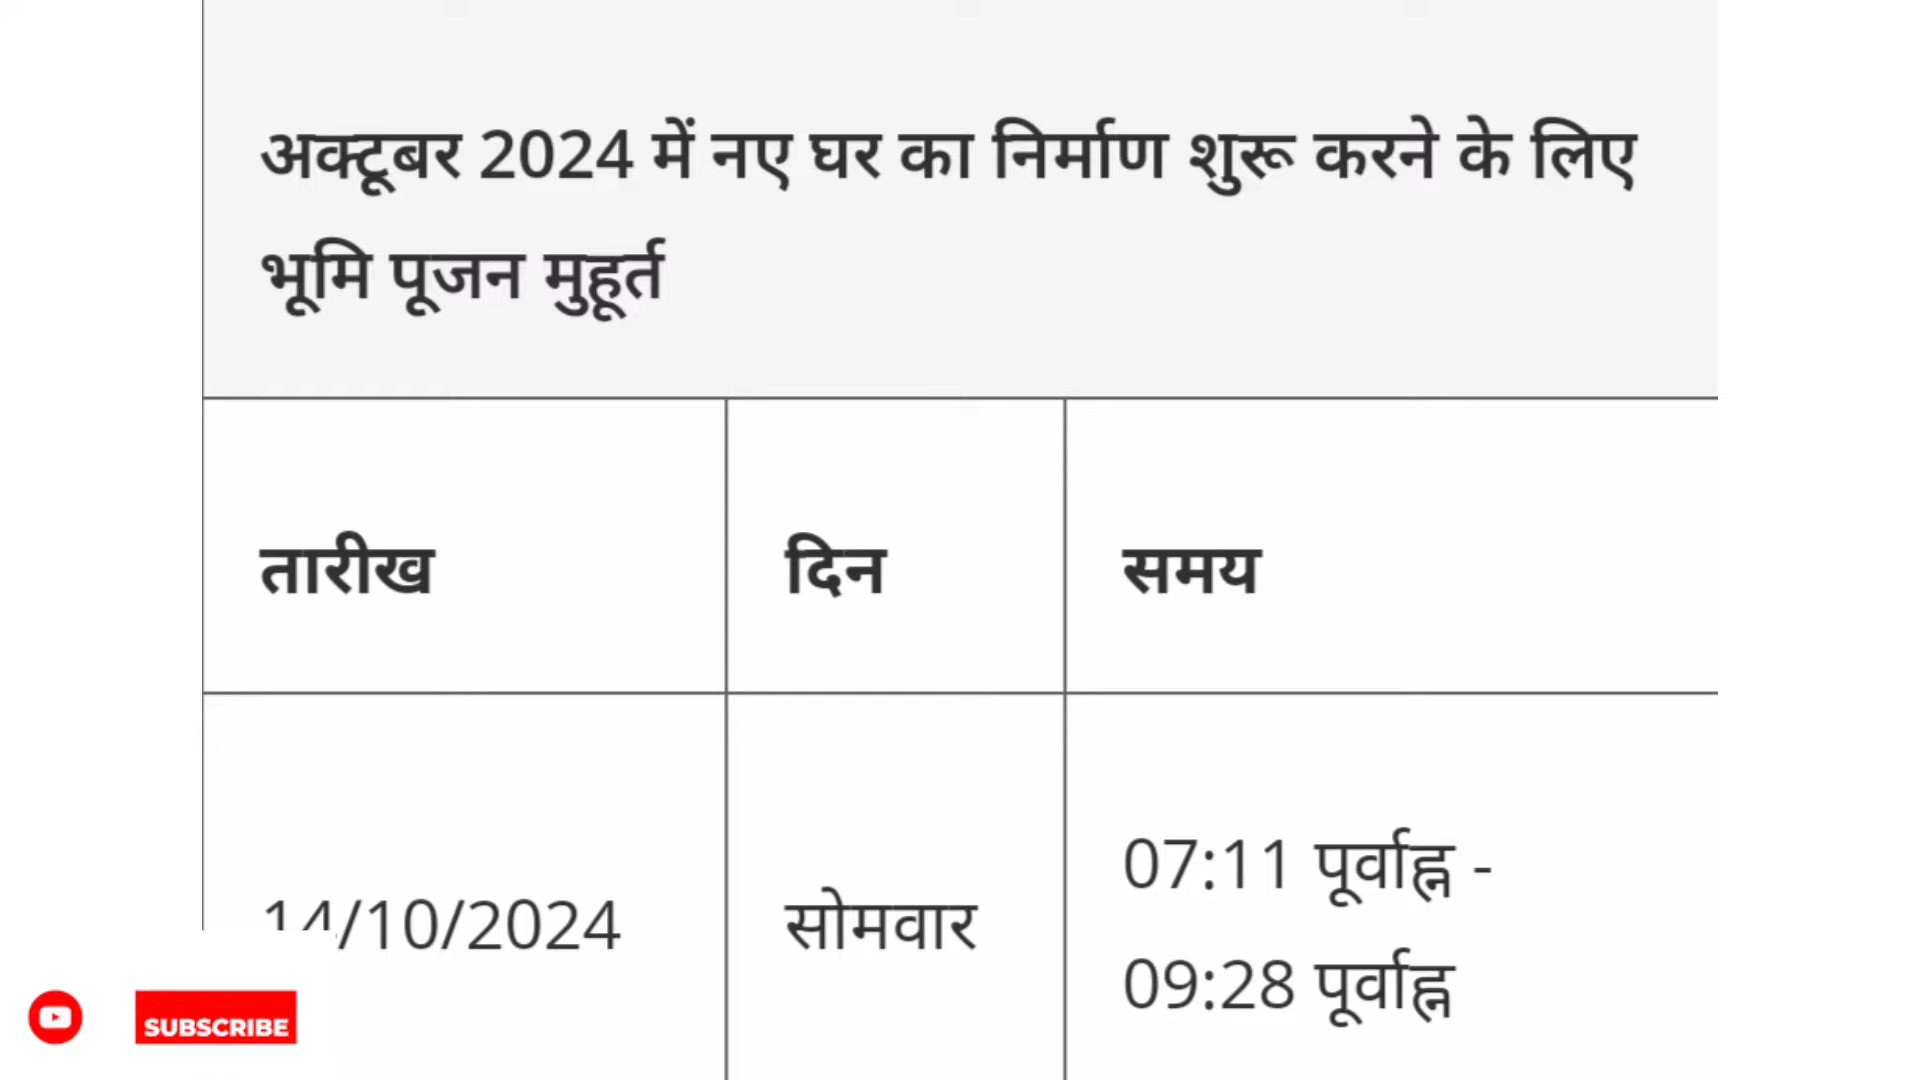 अक्टूबर 2024 में नए घर का निर्माण शुरू करने के लिए
भूमि पूजन मुहूर्त
तारीख दिन समय
14/10/2024 सोमवार 07:11 पूर्वाह्न -
09:28 पूर्वाह्न
SUBSCRIBE